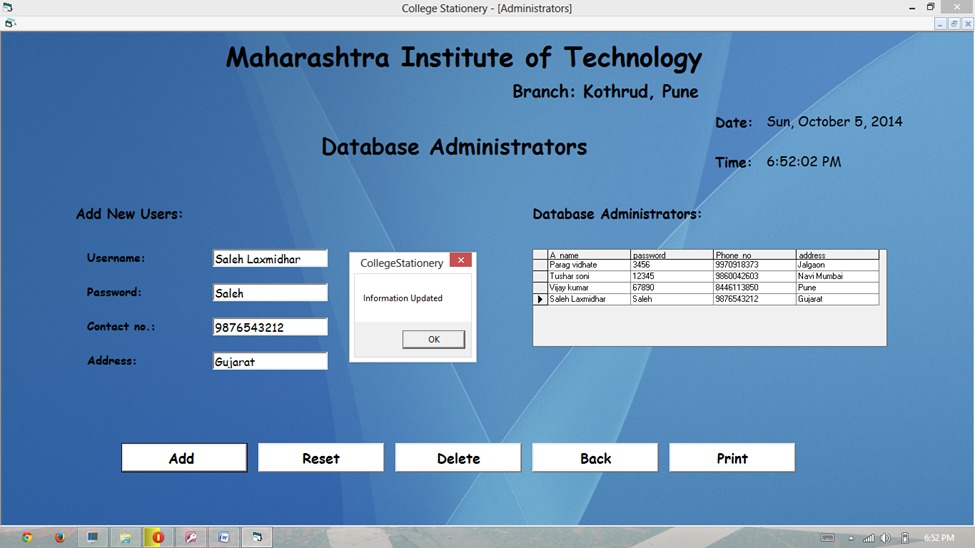 College Stationery - [Administrators]
Maharashtra Institute of Technology
Branch: Kothrud, Pune
Date: Sun, October 5, 2014
Database Administrators
Time: 6:52:02 PM
Add New Users:
Database Administrators:
Username: Saleh Laxmidhar
Password: Saleh
Contact no.: 9876543212
Address: Gujarat
CollegeStationery
Information Updated
OK
A_name password Phone_no address
Parag vidhate 3456 9970918373 Jalgaon
Tushar soni 12345 9860042603 Navi Mumbai
Vijay kumar 67890 8446113850 Pune
Saleh Laxmidhar Saleh 9876543212 Gujarat
Add Reset Delete Back Print
6:52 PM